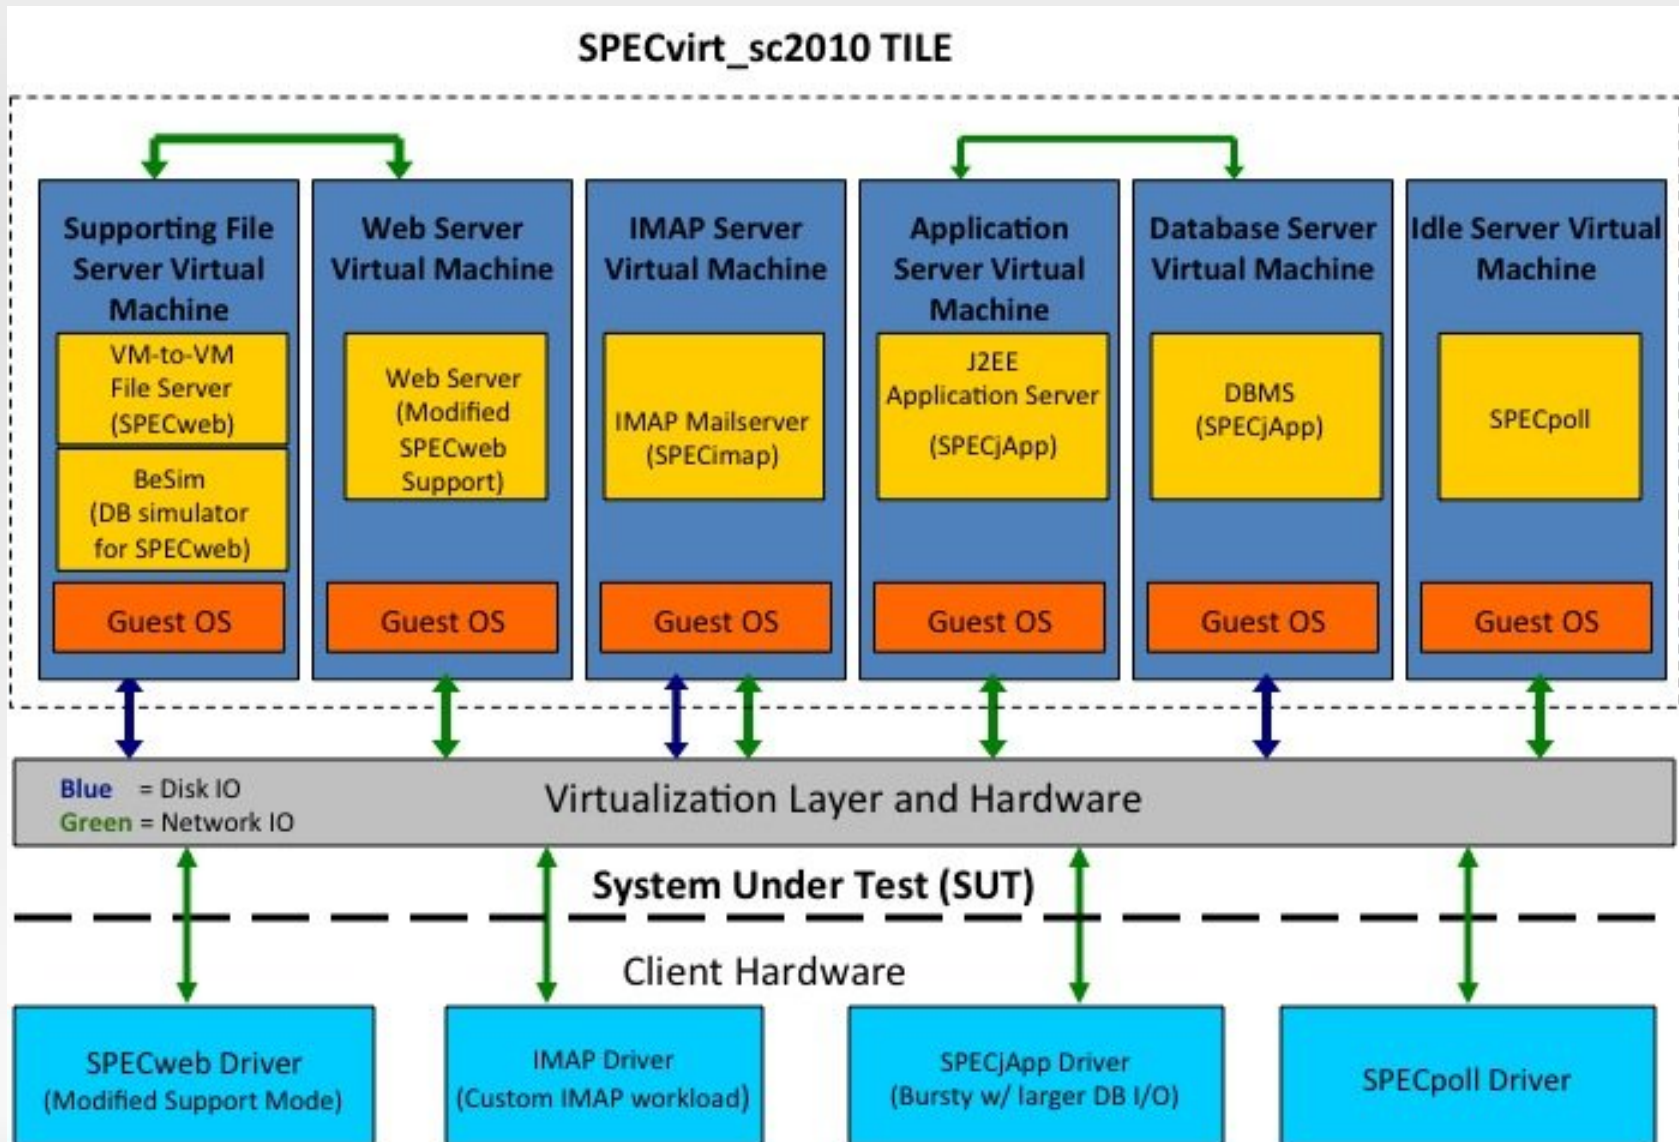 SPECvirt_sc2010 TILE
Supporting File
Server Virtual
Machine
VM-to-VM
File Server
(SPECweb)
BeSim
(DB simulator
for SPECweb)
Guest OS
Web Server
Virtual Machine
Web Server
(Modified
SPECweb
Support)
Guest OS
IMAP Server
Virtual Machine
IMAP Mailserver
(SPECimap)
Guest OS
Application
Server Virtual
Machine
J2EE
Application Server
(SPECjApp)
Guest OS
Database Server
Virtual Machine
DBMS
(SPECjApp)
Guest OS
Idle Server Virtual
Machine
SPECpoll
Guest OS
Blue = Disk IO
Green = Network IO
Virtualization Layer and Hardware
System Under Test (SUT)
Client Hardware
SPECweb Driver
(Modified Support Mode)
IMAP Driver
(Custom IMAP workload)
SPECjApp Driver
(Bursty w/ larger DB I/O)
SPECpoll Driver